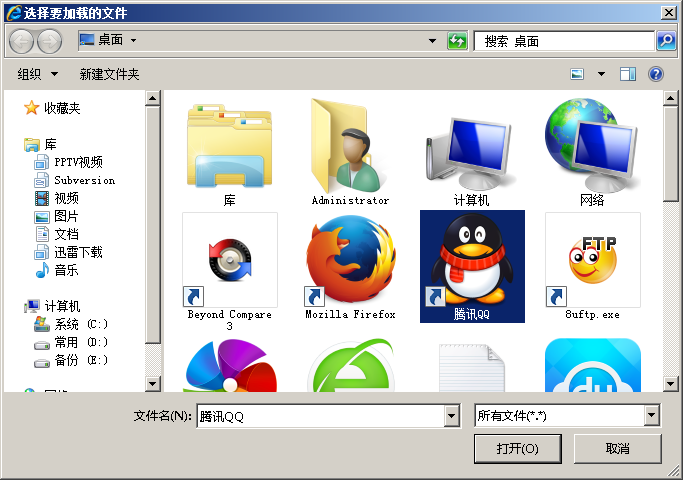 选择要加载的文件
桌面
搜索 桌面
组织
新建文件夹
收藏夹
库
PPTV视频
Subversion
视频
图片
文档
迅雷下载
音乐
计算机
系统 (C:)
常用 (D:)
备份 (E:)
库
Administrator
计算机
网络
Beyond Compare
3
Mozilla Firefox
腾讯QQ
FTP
8uftp.exe
du
文件名(N):
腾讯QQ
所有文件(*.*)
打开(O)
取消